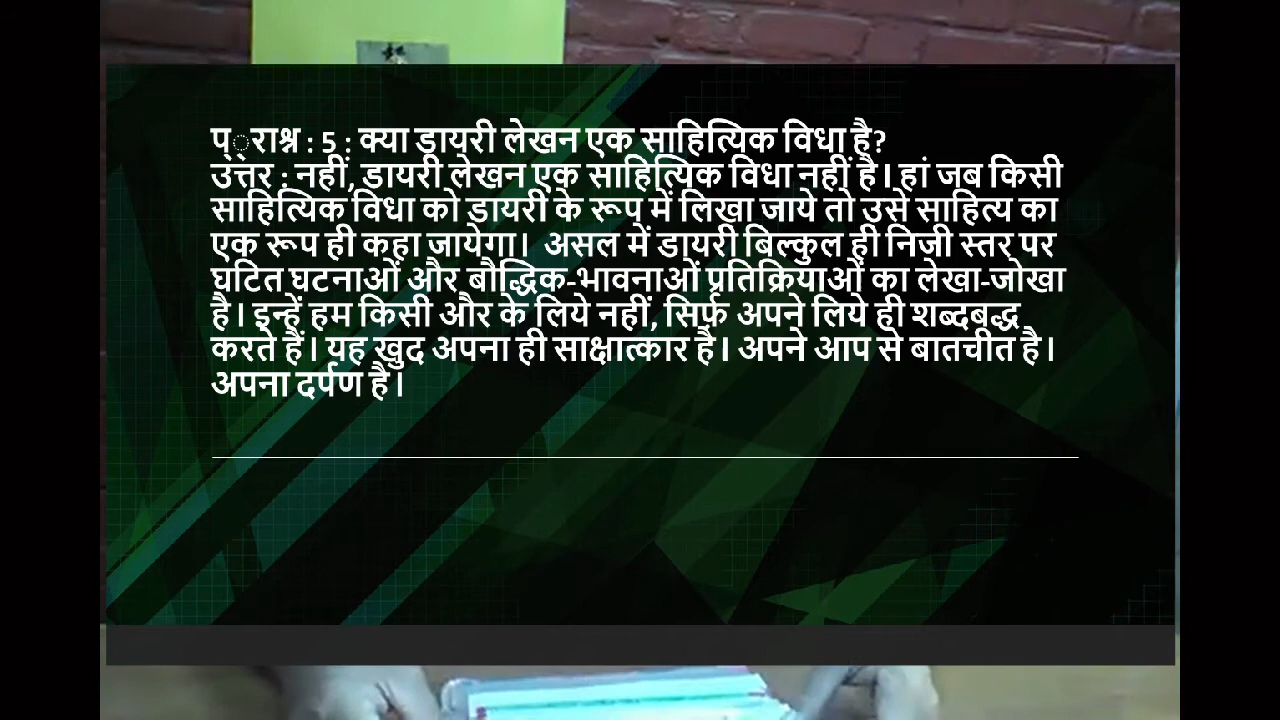 प््राश्न : 5 : क्या डायरी लेखन एक साहित्यिक विधा है?
उत्तर : नहीं, डायरी लेखन एक साहित्यिक विधा नहीं है। हां जब किसी
साहित्यिक विधा को डायरी के रूप में लिखा जाये तो उसे साहित्य का
एक रूप ही कहा जायेगा। असल में डायरी बिल्कुल ही निजी स्तर पर
घटित घटनाओं और बौद्धिक-भावनाओं प्रतिक्रियाओं का लेखा-जोखा
है। इन्हें हम किसी और के लिये नहीं, सिर्फ अपने लिये ही शब्दबद्ध
करते हैं। यह खुद अपना ही साक्षात्कार है। अपने आप से बातचीत है।
अपना दर्पण है।